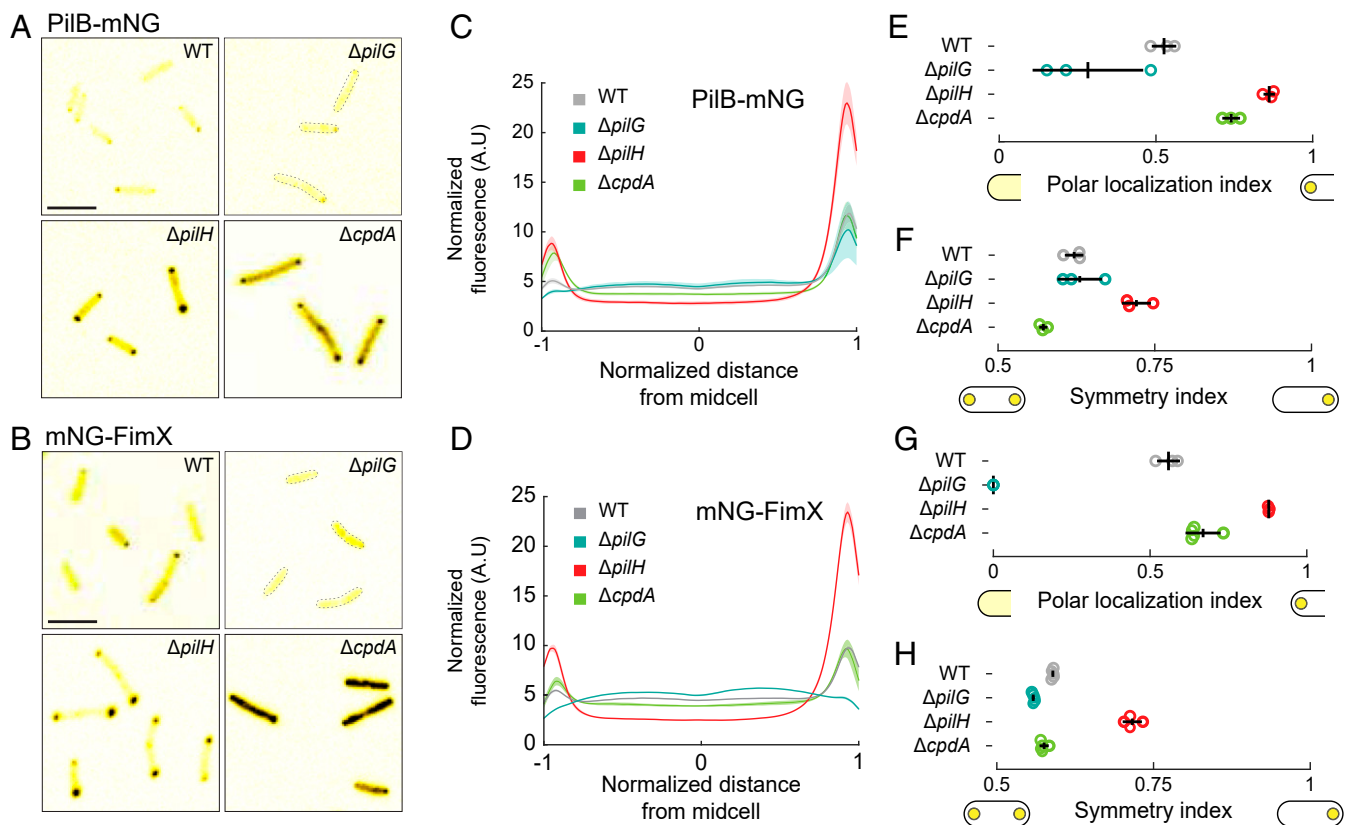 A
PilB-mNG
WT
ΔpilG
ΔpilH
ΔcpdA
B
mNG-FimX
WT
ΔpilG
ΔpilH
ΔcpdA
C
PilB-mNG
WT
ΔpilG
ΔpilH
ΔcpdA
Normalized
fluorescence (A.U)
25
20
15
10
5
0
-1 0 1
Normalized distance
from midcell
D
mNG-FimX
WT
ΔpilG
ΔpilH
ΔcpdA
Normalized
fluorescence (A.U)
25
20
15
10
5
0
-1 0 1
Normalized distance
from midcell
E
WT
ΔpilG
ΔpilH
ΔcpdA
0 0.5 1
Polar localization index
F
WT
ΔpilG
ΔpilH
ΔcpdA
0.5 0.75 1
Symmetry index
G
WT
ΔpilG
ΔpilH
ΔcpdA
0 0.5 1
Polar localization index
H
WT
ΔpilG
ΔpilH
ΔcpdA
0.5 0.75 1
Symmetry index